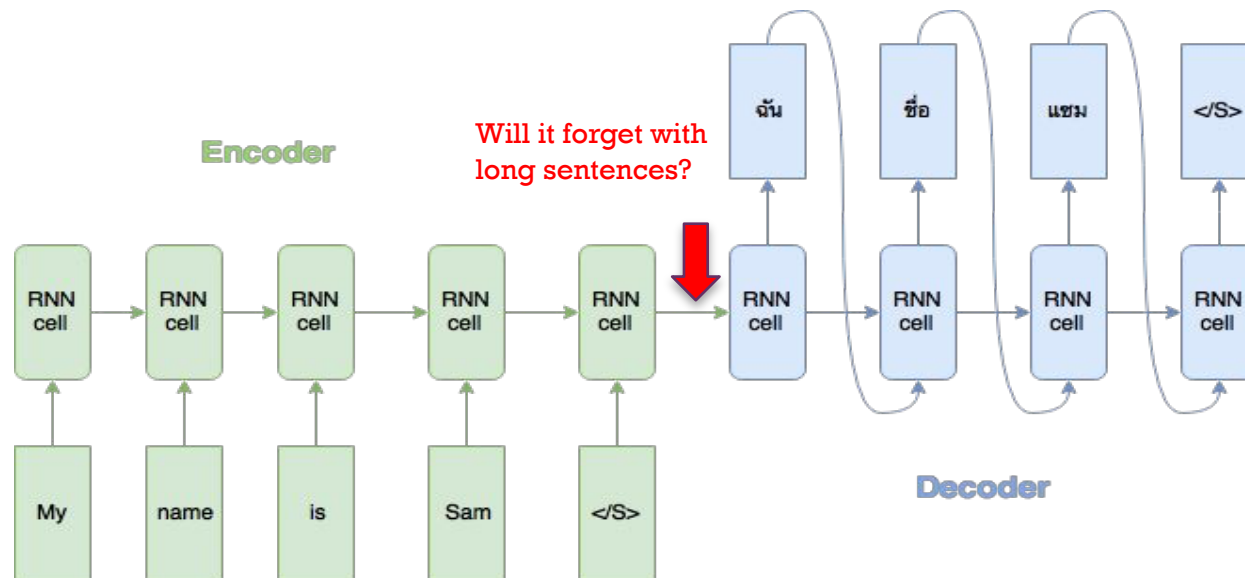 ฉัน
ชื่อ
แซม
</S>
Will it forget with
long sentences?
Encoder
RNN
cell
RNN
cell
RNN
cell
RNN
cell
RNN
cell
RNN
cell
RNN
cell
RNN
cell
RNN
cell
My
name
is
Sam
</S>
Decoder